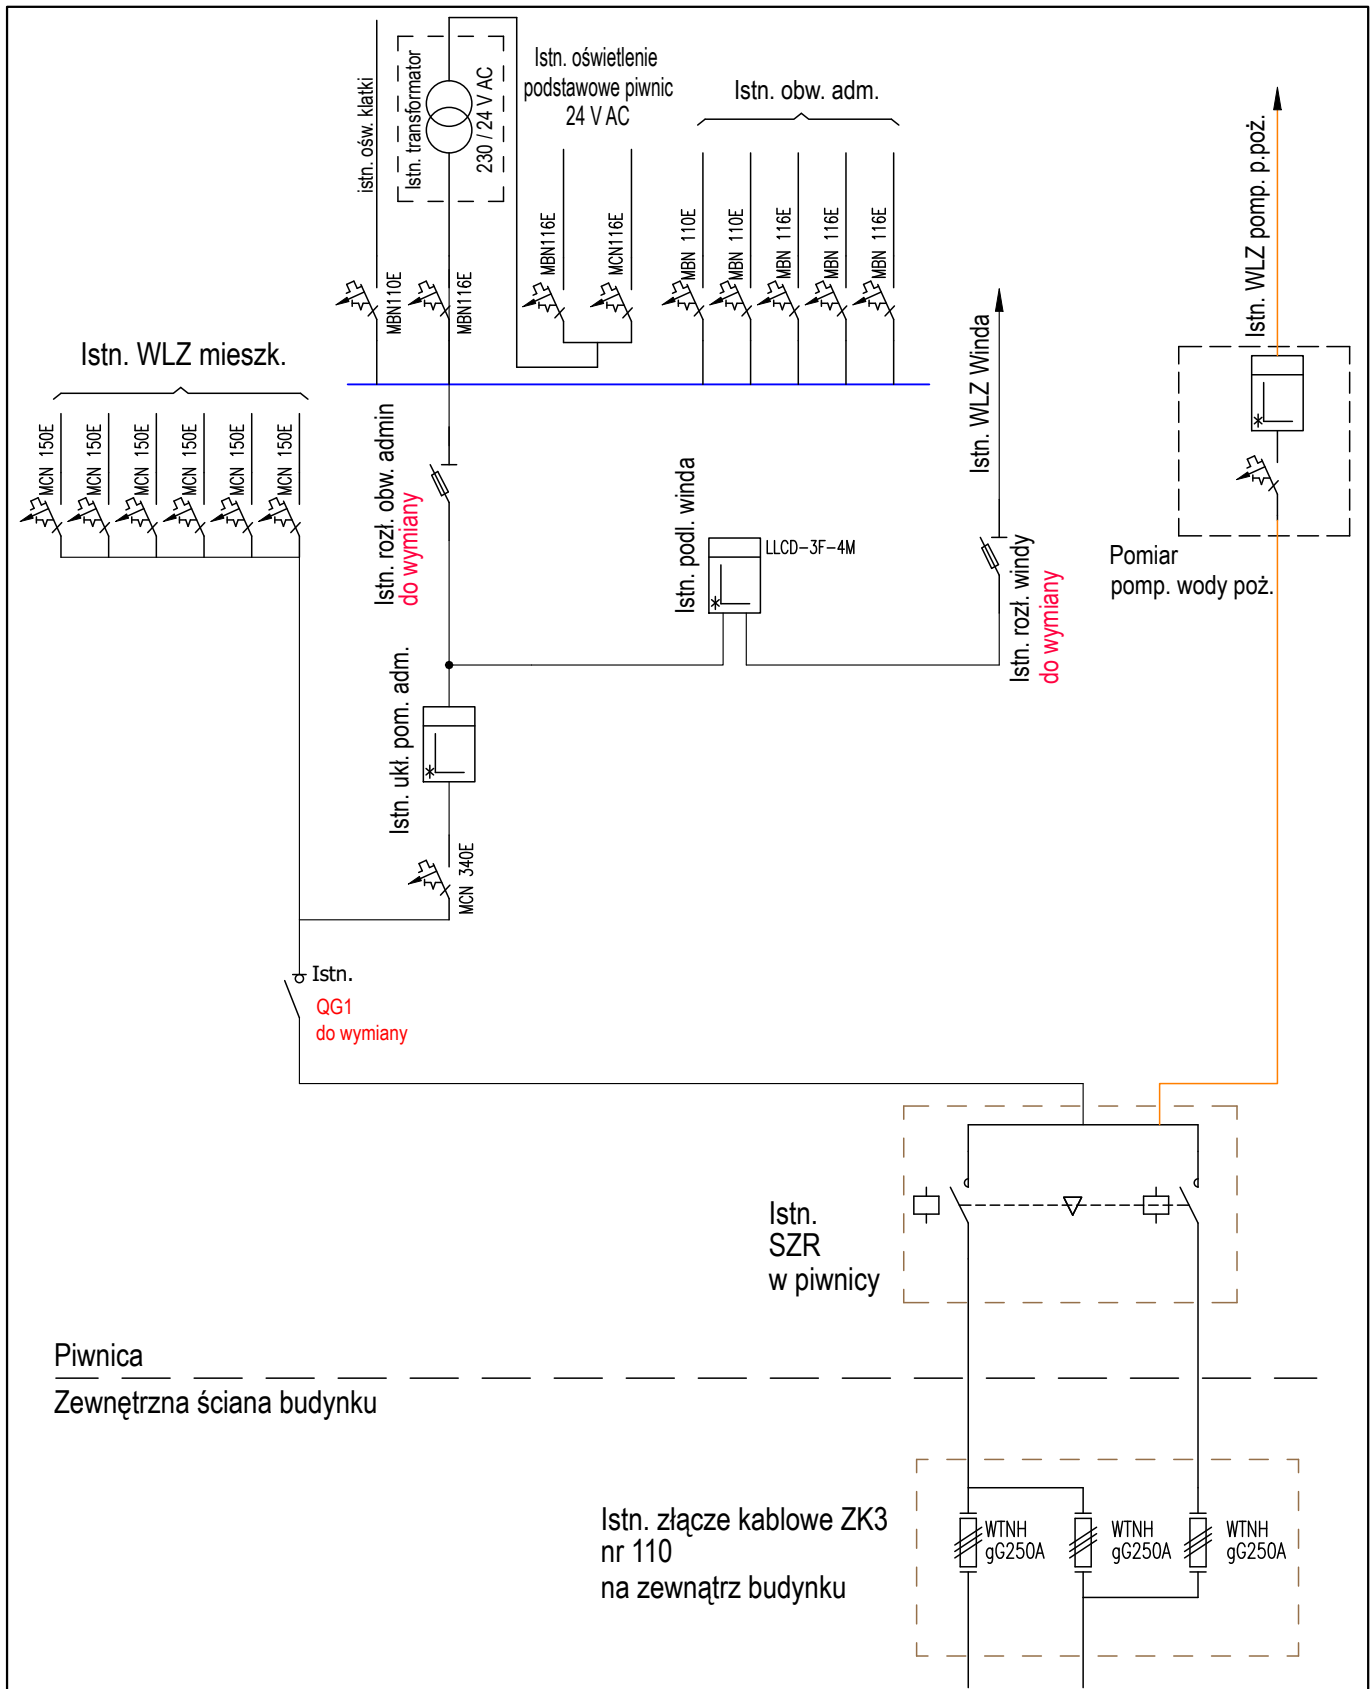 istn. ośw. klatki
Istn. transformator
230 / 24 V AC
Istn. oświetlenie
podstawowe piwnic
24 V AC
Istn. obw. adm.
Istn. WLZ pomp. p.poż.
MBN110E
MBN116E
MBN116E
MCN116E
MBN 110E
MBN 110E
MBN 116E
MBN 116E
MBN 116E
Istn. WLZ mieszk.
MCN 150E
MCN 150E
MCN 150E
MCN 150E
MCN 150E
MCN 150E
Istn. rozł. obw. admin
do wymiany
Istn. podl. winda
LLCD-3F-4M
Istn. WLZ Winda
Istn. rozł. windy
do wymiany
Pomiar
pomp. wody poż.
Istn. ukł. pom. adm.
MCN 340E
Istn.
QG1
do wymiany
Istn.
SZR
w piwnicy
Piwnica
Zewnętrzna ściana budynku
Istn. złącze kablowe ZK3
nr 110
na zewnątrz budynku
WTNH
gG250A
WTNH
gG250A
WTNH
gG250A